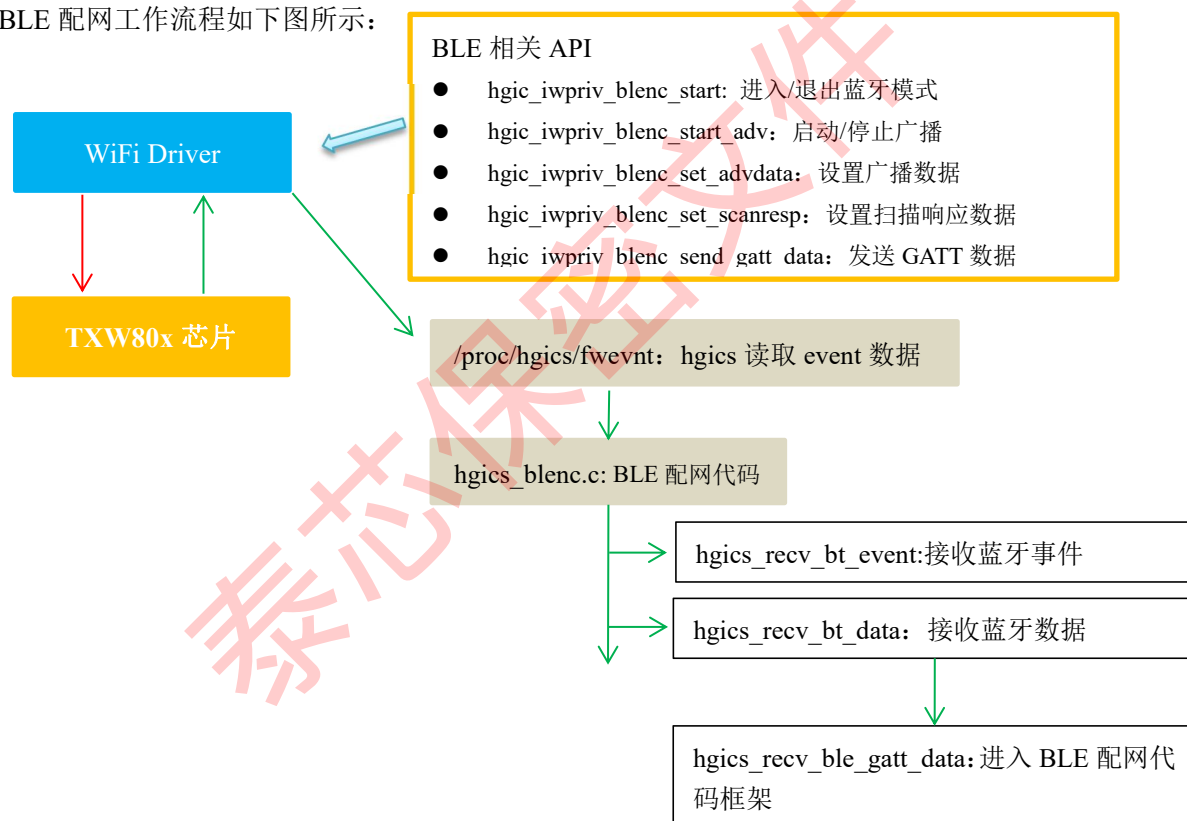 BLE 配网工作流程如下图所示：
BLE 相关 API
● hgic_iwpriv_blenc_start: 进入/退出蓝牙模式
● hgic_iwpriv_blenc_start_adv：启动/停止广播
● hgic_iwpriv_blenc_set_advdata：设置广播数据
● hgic_iwpriv_blenc_set_scanresp：设置扫描响应数据
● hgic_iwpriv_blenc_send_gatt_data：发送 GATT 数据
WiFi Driver
TXW80x 芯片
/proc/hgics/fwevnt：hgics 读取 event 数据
hgics_blenc.c: BLE 配网代码
hgics_recv_bt_event:接收蓝牙事件
hgics_recv_bt_data：接收蓝牙数据
hgics_recv_ble_gatt_data：进入 BLE 配网代
码框架
泰芯保密文件